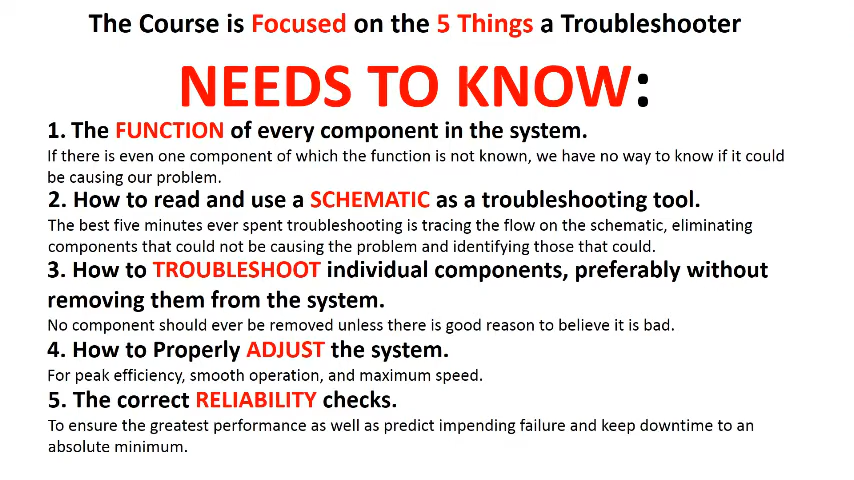 The Course is Focused on the 5 Things a Troubleshooter
NEEDS TO KNOW:
1. The FUNCTION of every component in the system.
If there is even one component of which the function is not known, we have no way to know if it could
be causing our problem.
2. How to read and use a SCHEMATIC as a troubleshooting tool.
The best five minutes ever spent troubleshooting is tracing the flow on the schematic, eliminating
components that could not be causing the problem and identifying those that could.
3. How to TROUBLESHOOT individual components, preferably without
removing them from the system.
No component should ever be removed unless there is good reason to believe it is bad.
4. How to Properly ADJUST the system.
For peak efficiency, smooth operation, and maximum speed.
5. The correct RELIABILITY checks.
To ensure the greatest performance as well as predict impending failure and keep downtime to an
absolute minimum.